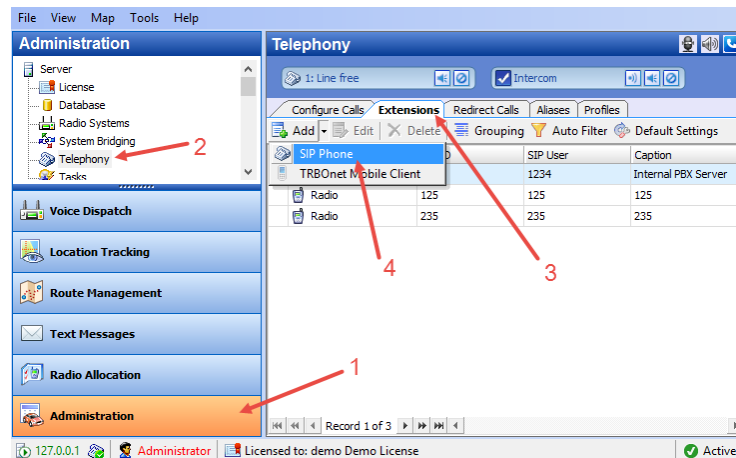 File View Map Tools Help
Administration
Telephony
Server
License
Database
Radio Systems
System Bridging
Telephony
Tasks
2
Voice Dispatch
Location Tracking
Route Management
Text Messages
Radio Allocation
Administration
1
1: Line free
Intercom
Configure Calls Extensions Redirect Calls Aliases Profiles
Add Edit Delete Grouping Auto Filter Default Settings
SIP Phone
TRBOnet Mobile Client
SIP User Caption
1234 Internal PBX Server
Radio 125 125 125
Radio 235 235 235
4
3
Record 1 of 3
127.0.0.1 Administrator Licensed to: demo Demo License Active